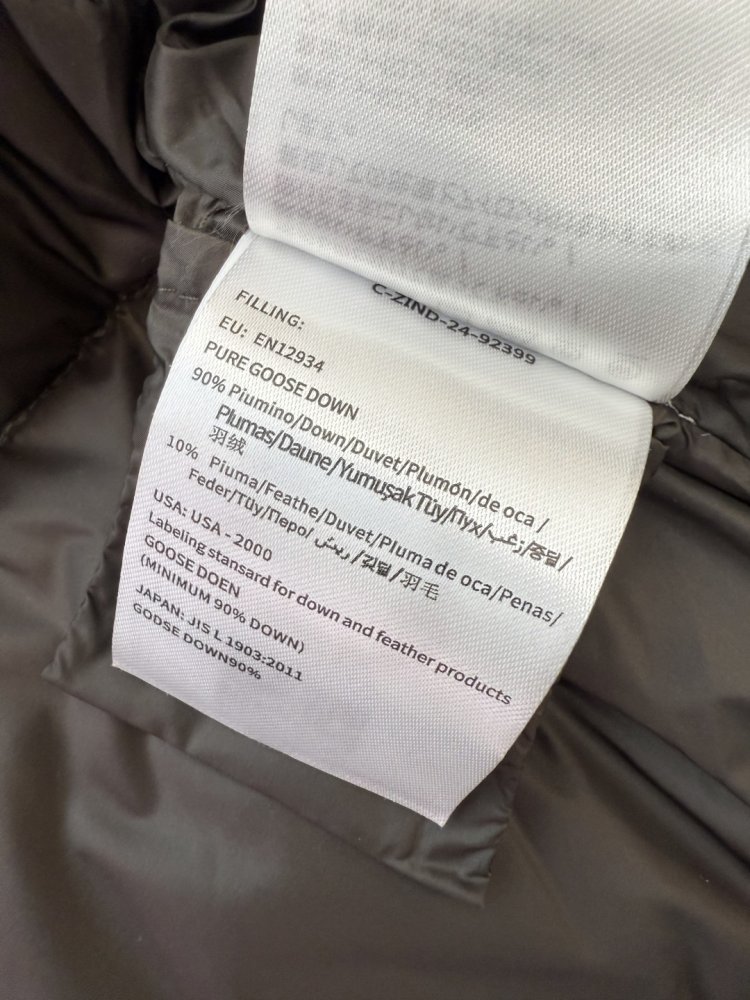 C-ZIND-24-92399
FILLING:
EU: EN12934
PURE GOOSE DOWN
90% Piumino/Down/Duvet/Plumón/de oca /
Plumas/Daune/YumuşakTüy/Пух/زغب/충털/
羽绒
10% Piuma/Feathe/Duvet/Pluma de oca/Penas/
Feder/Tüy/Перо/ ريش /깃털/羽毛
USA: USA - 2000
Labeling stansard for down and feather products
GOOSE DOEN
(MINIMUM 90% DOWN)
JAPAN: JIS L 1903:2011
GODSE DOWN90%